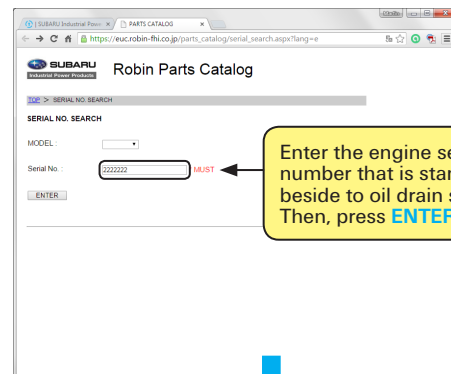 SUBARU Industrial Powe
PARTS CATALOG
https://euc.robin-fhi.co.jp/parts_catalog/serial_search.aspx?lang=e
SUBARU
Industrial Power Products
Robin Parts Catalog
TOP > SERIAL NO. SEARCH
SERIAL NO. SEARCH
MODEL :
Serial No. : 2222222 MUST
ENTER
Enter the engine se
number that is star
beside to oil drain s
Then, press ENTER